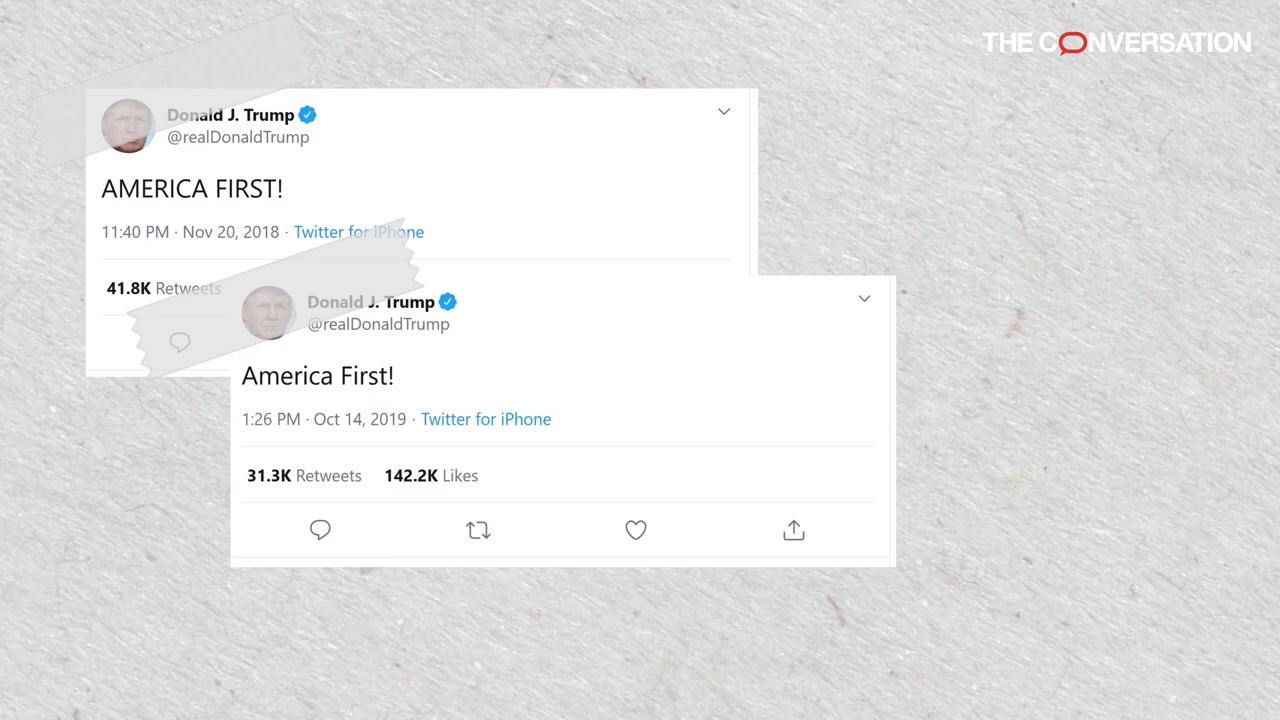 THE CONVERSATION
Donald J. Trump
@realDonaldTrump
AMERICA FIRST!
11:40 PM · Nov 20, 2018 · Twitter for iPhone
41.8K Retweets
Donald J. Trump
@realDonaldTrump
America First!
1:26 PM · Oct 14, 2019 · Twitter for iPhone
31.3K Retweets 142.2K Likes